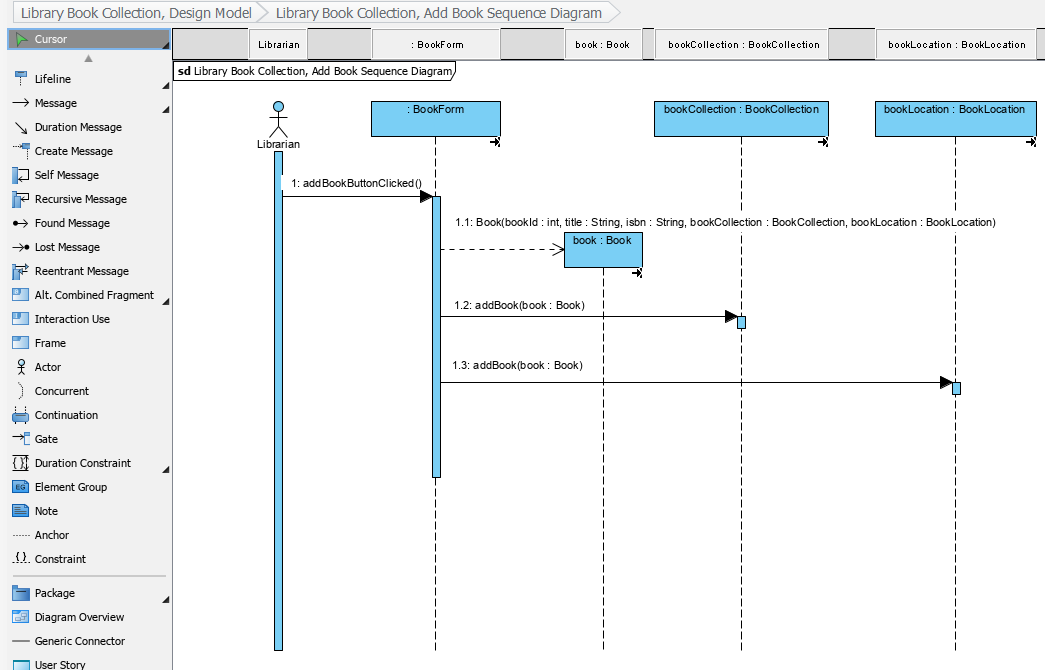 Library Book Collection, Design Model
Library Book Collection, Add Book Sequence Diagram
Cursor
Lifeline
Message
Duration Message
Create Message
Self Message
Recursive Message
Found Message
Lost Message
Reentrant Message
Alt. Combined Fragment
Interaction Use
Frame
Actor
Concurrent
Continuation
Gate
Duration Constraint
EG Element Group
Note
Anchor
Constraint
Package
Diagram Overview
Generic Connector
User Story
Librarian
: BookForm
book : Book
bookCollection : BookCollection
bookLocation : BookLocation
sd Library Book Collection, Add Book Sequence Diagram
: BookForm
bookCollection : BookCollection
bookLocation : BookLocation
Librarian
1: addBookButtonClicked()
1.1: Book(bookId : int, title : String, isbn : String, bookCollection : BookCollection, bookLocation : BookLocation)
book : Book
1.2: addBook(book : Book)
1.3: addBook(book : Book)